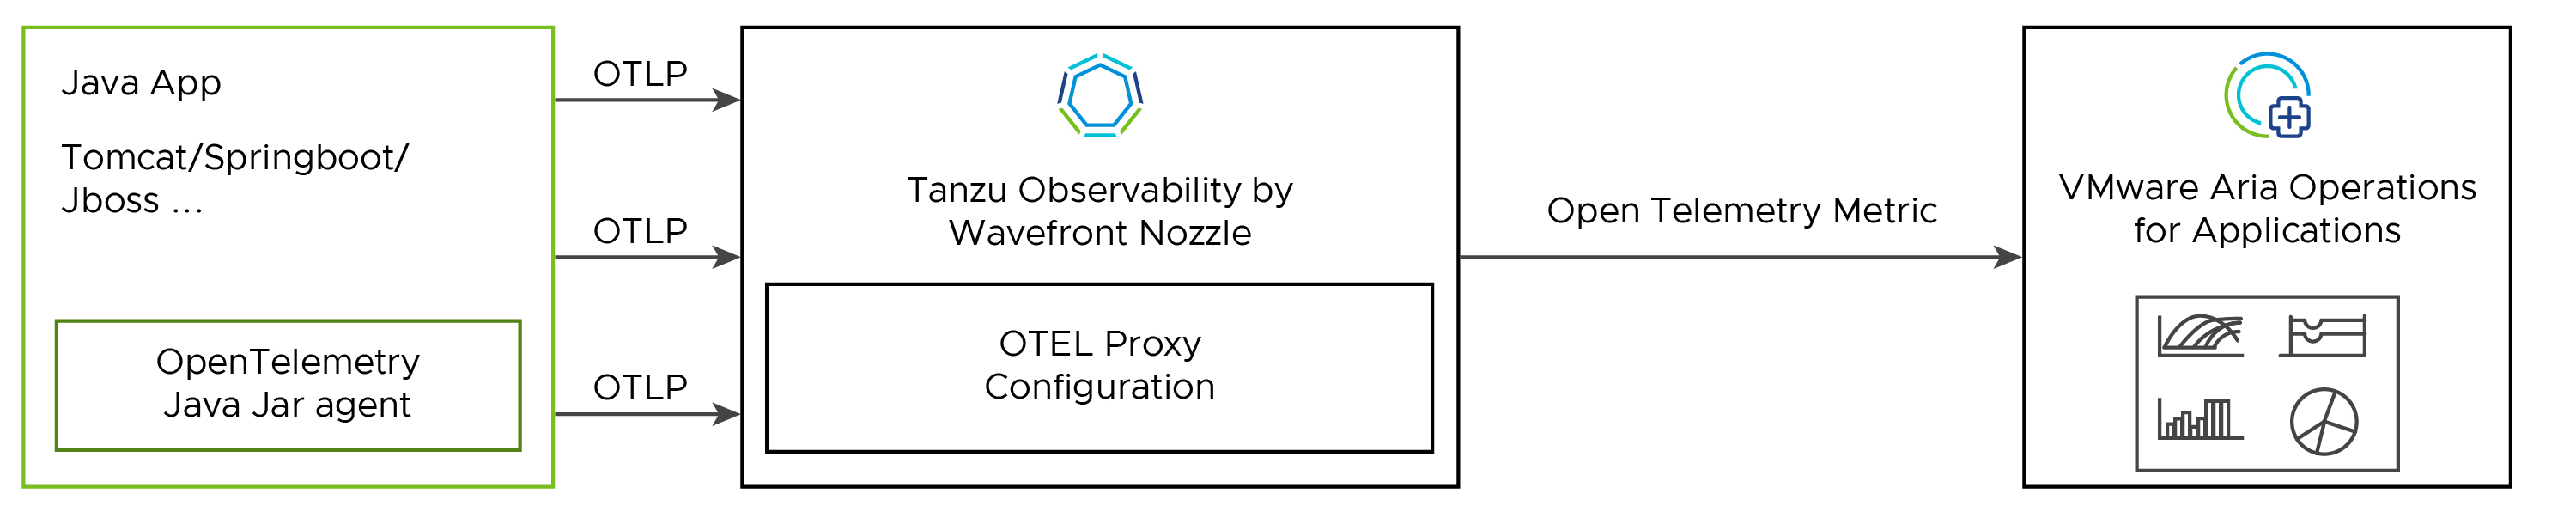 Java App
Tomcat/Springboot/
Jboss ...
OpenTelemetry
Java Jar agent
OTLP
OTLP
OTLP
Tanzu Observability by
Wavefront Nozzle
OTEL Proxy
Configuration
Open Telemetry Metric
VMware Aria Operations
for Applications